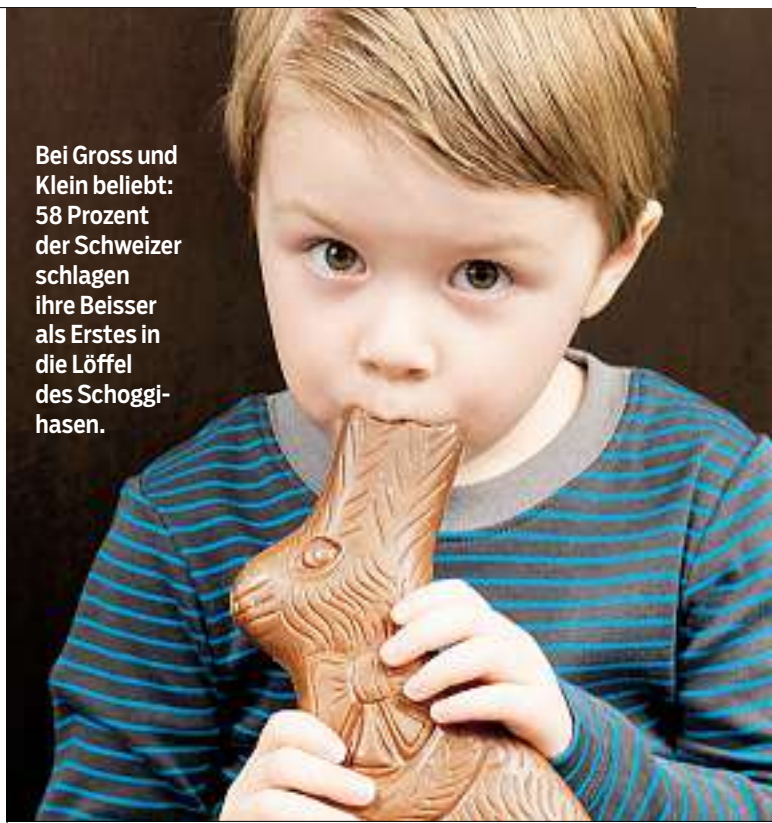 Bei Gross und
Klein beliebt:
58 Prozent
der Schweizer
schlagen
ihre Beisser
als Erstes in
die Löffel
des Schoggi-
hasen.